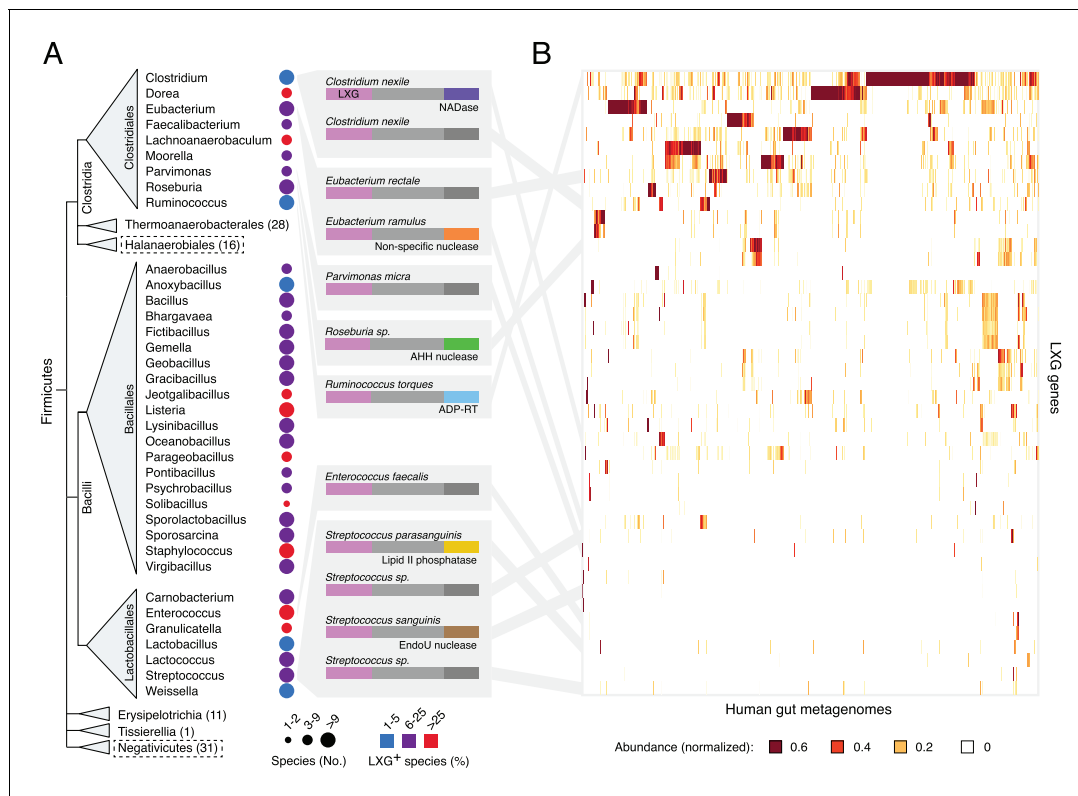 A
B
Firmicutes
Clostridia
Clostridiales
Clostridium
Dorea
Eubacterium
Faecalibacterium
Lachnoanaerobaculum
Moorella
Parvimonas
Roseburia
Ruminococcus
Thermoanaerobacterales (28)
Halanaerobiales (16)
Bacilli
Bacillales
Anaerobacillus
Anoxybacillus
Bacillus
Bhargavaea
Fictibacillus
Gemella
Geobacillus
Gracibacillus
Jeotgalibacillus
Listeria
Lysinibacillus
Oceanobacillus
Parageobacillus
Pontibacillus
Psychrobacillus
Solibacillus
Sporolactobacillus
Sporosarcina
Staphylococcus
Virgibacillus
Lactobacillales
Carnobacterium
Enterococcus
Granulicatella
Lactobacillus
Lactococcus
Streptococcus
Weissella
Erysipelotrichia (11)
Tissierellia (1)
Negativicutes (31)
1-2 3-9 >9
Species (No.)
1-5 6-25 >25
LXG+ species (%)
Clostridium nexile
LXG
NADase
Clostridium nexile
Eubacterium rectale
Eubacterium ramulus
Non-specific nuclease
Parvimonas micra
Roseburia sp.
AHH nuclease
Ruminococcus torques
ADP-RT
Enterococcus faecalis
Streptococcus parasanguinis
Lipid II phosphatase
Streptococcus sp.
Streptococcus sanguinis
EndoU nuclease
Streptococcus sp.
LXG genes
Human gut metagenomes
Abundance (normalized): 0.6 0.4 0.2 0